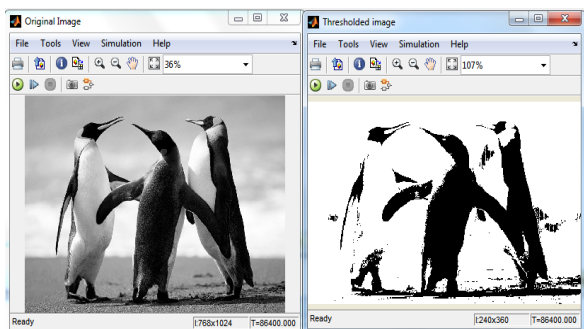 Original Image
File Tools View Simulation Help
36%
Ready
I:768x1024
T=86400.000
Thresholded image
File Tools View Simulation Help
107%
Ready
I:240x360
T=86400.000